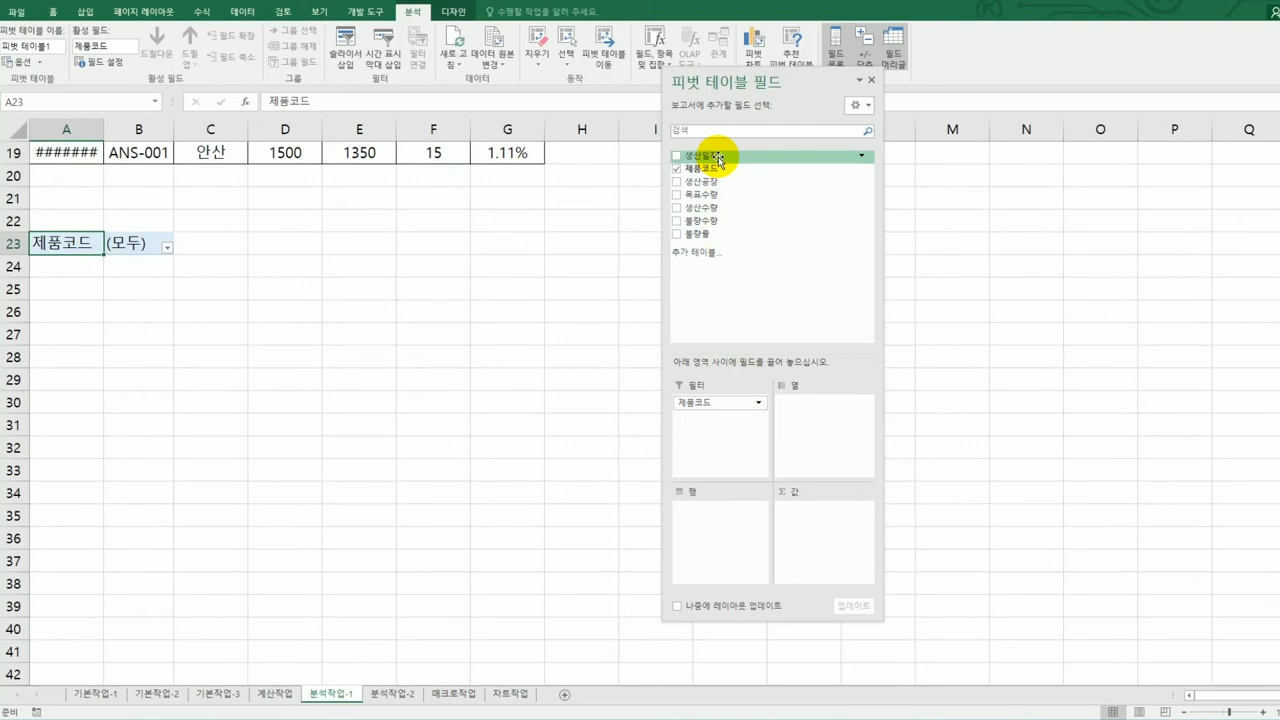 파일 홈 삽입 페이지 레이아웃 수식 데이터 검토 보기 개발 도구 분석 디자인 수행할 작업을 알려 주세요.
피벗 테이블 이름: 활성 필드: 드릴다운 드릴업 필드 확장 그룹 선택 슬라이서 시간 표시 필터 새로 고 데이터 원본 지우기 선택 피벗 테이블 필드, 항목 OLAP 관계 피벗 추천 필드 +/- 필드
피벗 테이블1 제품코드 필드 축소 그룹 해제 삽입 막대 삽입 연결 침 변경 이동 및 집합 도구 차트 피벗 테이블 목록 단추 머리글
옵션 필드 설정 필드 그룹
피벗 테이블 활성 필드 그룹 필터 데이터 동작
A23 fx 제품코드
A B C D E F G H I M N O P Q
19 ####### ANS-001 안산 1500 1350 15 1.11%
20
21
22
23 제품코드 (모두)
24
25
26
27
28
29
30
31
32
33
34
35
36
37
38
39
40
41
42
피벗 테이블 필드
보고서에 추가할 필드 선택:
검색
생산일자
제품코드
생산공장
목표수량
생산수량
불량수량
불량률
추가 테이블...
아래 영역 사이에 필드를 끌어 놓으십시오.
필터 열
제품코드
행 Σ 값
나중에 레이아웃 업데이트 업데이트
기본작업-1 기본작업-2 기본작업-3 계산작업 분석작업-1 분석작업-2 매크로작업 차트작업
준비